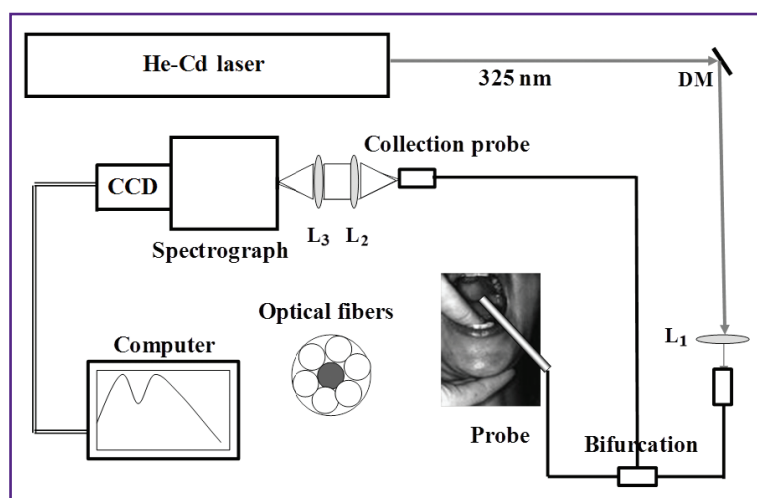 He-Cd laser
325 nm
DM
Collection probe
CCD
L3
L2
Spectrograph
Optical fibers
L1
Computer
Probe
Bifurcation